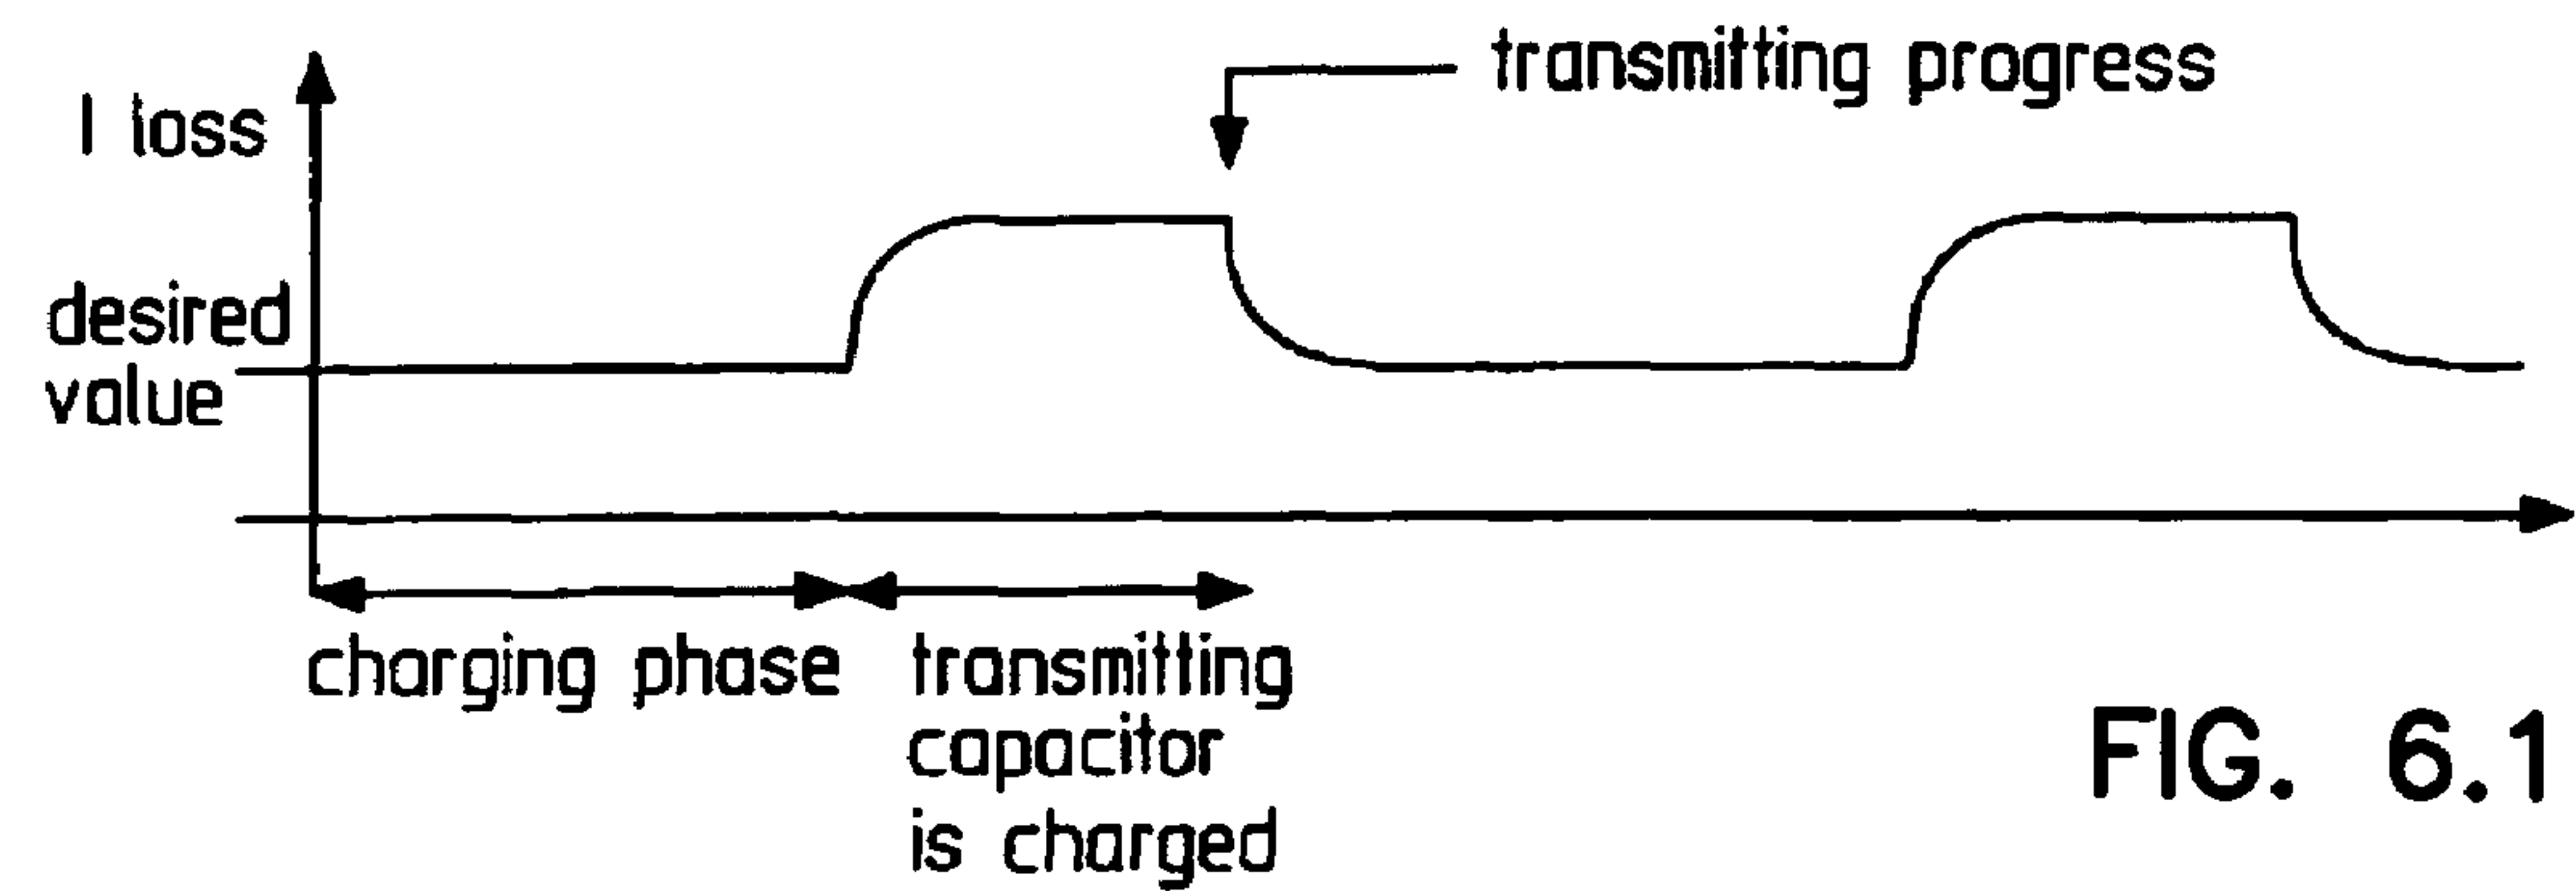 transmitting progress
I loss
desired
value
charging phase
transmitting
capacitor
is charged
FIG. 6.1